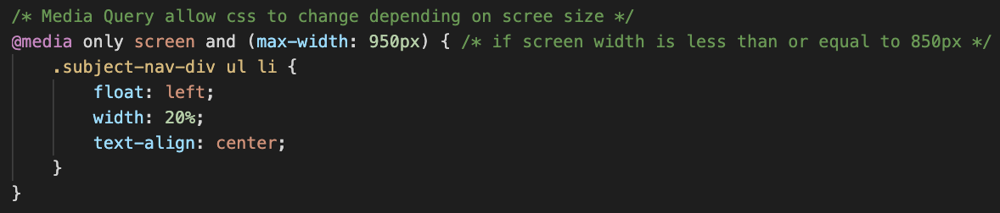 /* Media Query allow css to change depending on scree size */
@media only screen and (max-width: 950px) { /* if screen width is less than or equal to 850px */
    .subject-nav-div ul li {
        float: left;
        width: 20%;
        text-align: center;
    }
}